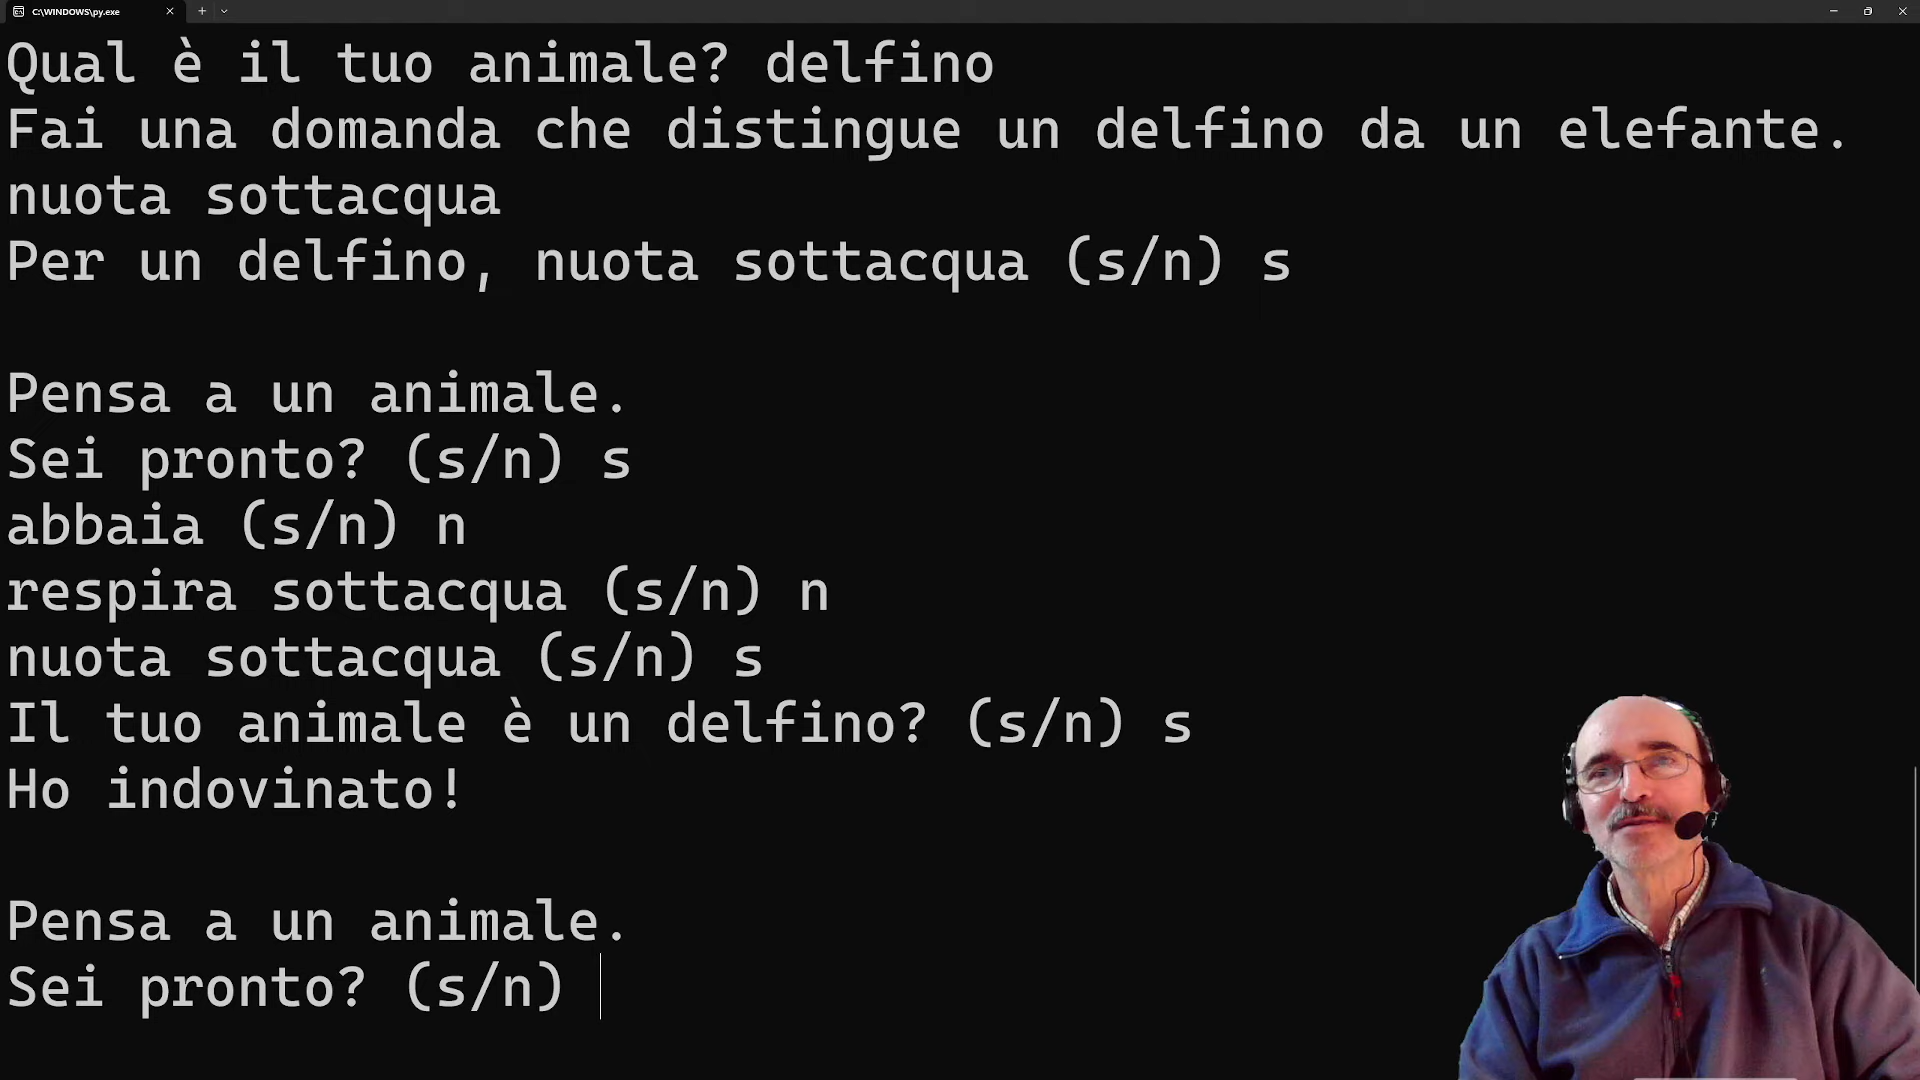 C:\WINDOWS\py.exe
Qual è il tuo animale? delfino
Fai una domanda che distingue un delfino da un elefante.
nuota sottacqua
Per un delfino, nuota sottacqua (s/n) s
Pensa a un animale.
Sei pronto? (s/n) s
abbaia (s/n) n
respira sottacqua (s/n) n
nuota sottacqua (s/n) s
Il tuo animale è un delfino? (s/n) s
Ho indovinato!
Pensa a un animale.
Sei pronto? (s/n)